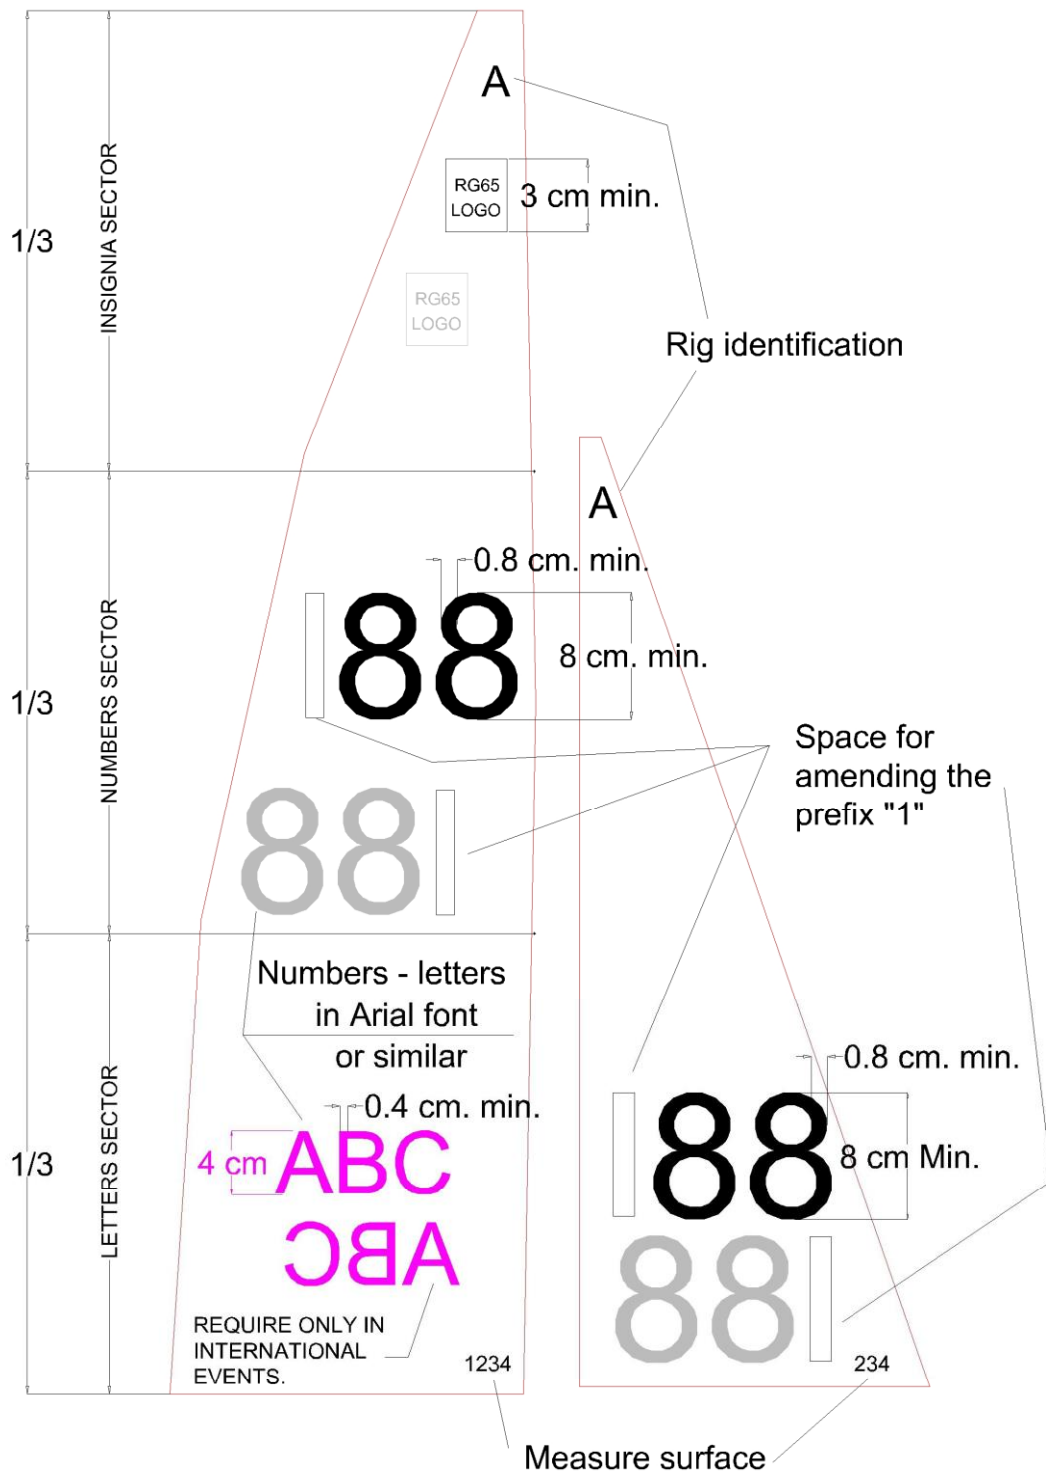 A
RG65
LOGO
3 cm min.
INSIGNIA SECTOR
1/3
RG65
LOGO
Rig identification
A
0.8 cm. min.
88
8 cm. min.
NUMBERS SECTOR
1/3
Space for
amending the
prefix "1"
88
Numbers - letters
in Arial font
or similar
0.8 cm. min.
0.4 cm. min.
LETTERS SECTOR
1/3
4 cm
ABC
88
8 cm Min.
ABC
88
REQUIRE ONLY IN
INTERNATIONAL
EVENTS.
1234
234
Measure surface